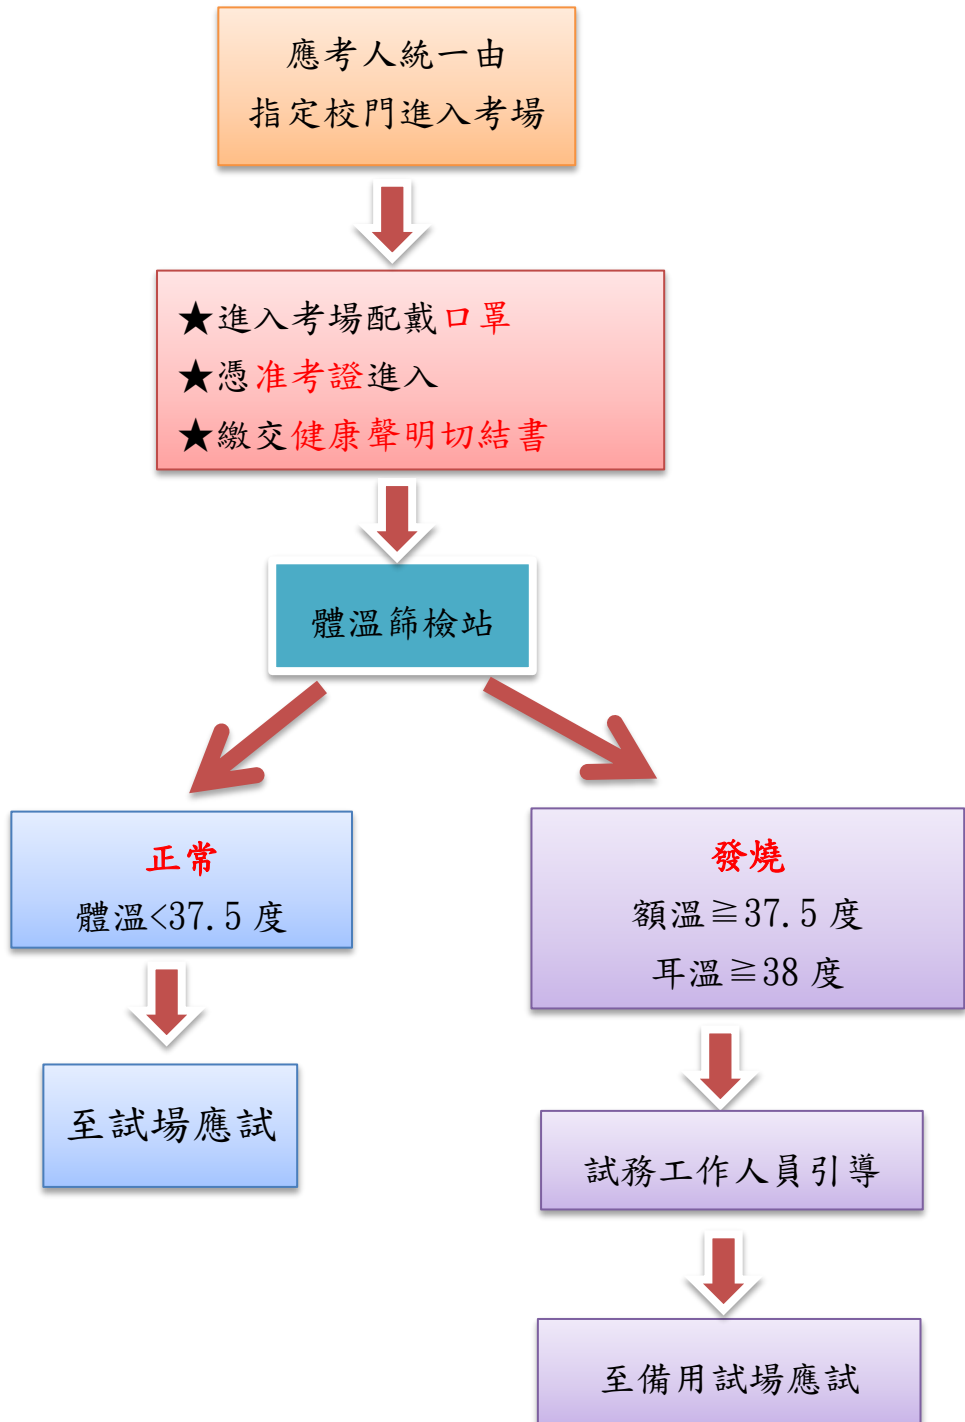 應考人統一由
指定校門進入考場
★進入考場配戴口罩
★憑准考證進入
★繳交健康聲明切結書
體溫篩檢站
正常
體溫<37.5 度
至試場應試
發燒
額溫≧37.5 度
耳溫≧38 度
試務工作人員引導
至備用試場應試